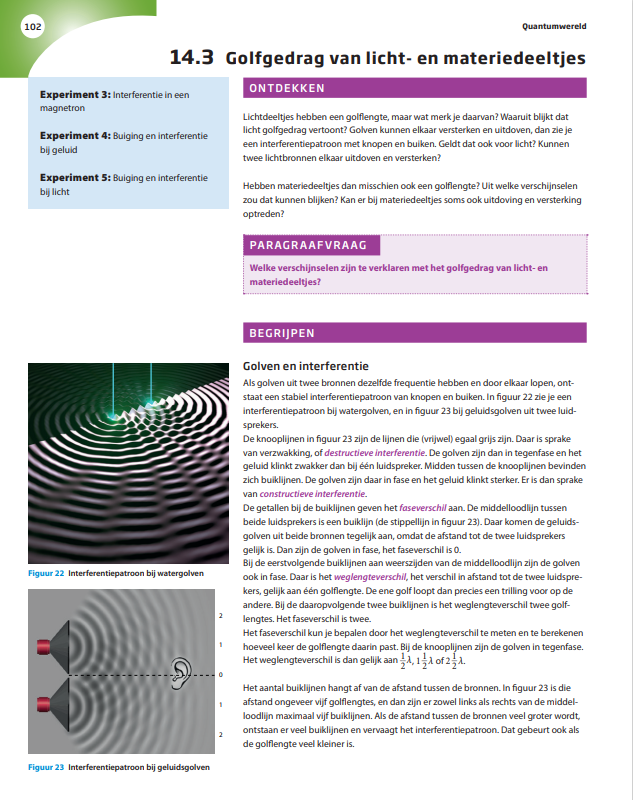 102
Quantumwereld
14.3 Golfgedrag van licht- en materiedeeltjes
Experiment 3: Interferentie in een
magnetron
Experiment 4: Buiging en interferentie
bij geluid
Experiment 5: Buiging en interferentie
bij licht
ONTDEKKEN
Lichtdeeltjes hebben een golflengte, maar wat merk je daarvan? Waaruit blijkt dat
licht golfgedrag vertoont? Golven kunnen elkaar versterken en uitdoven, dan zie je
een interferentiepatroon met knopen en buiken. Geldt dat ook voor licht? Kunnen
twee lichtbronnen elkaar uitdoven en versterken?
Hebben materiedeeltjes dan misschien ook een golflengte? Uit welke verschijnselen
zou dat kunnen blijken? Kan er bij materiedeeltjes soms ook uitdoving en versterking
optreden?
PARAGRAAFVRAAG
Welke verschijnselen zijn te verklaren met het golfgedrag van licht- en
materiedeeltjes?
BEGRIJPEN
Golven en interferentie
Als golven uit twee bronnen dezelfde frequentie hebben en door elkaar lopen, ont-
staat een stabiel interferentiepatroon van knopen en buiken. In figuur 22 zie je een
interferentiepatroon bij watergolven, en in figuur 23 bij geluidsgolven uit twee luid-
sprekers.
De knooplijnen in figuur 23 zijn de lijnen die (vrijwel) egaal grijs zijn. Daar is sprake
van verzwakking, of destructieve interferentie. De golven zijn dan in tegenfase en het
geluid klinkt zwakker dan bij één luidspreker. Midden tussen de knooplijnen bevinden
zich buiklijnen. De golven zijn daar in fase en het geluid klinkt sterker. Er is dan sprake
van constructieve interferentie.
De getallen bij de buiklijnen geven het faseverschil aan. De middelloodlijn tussen
beide luidsprekers is een buiklijn (de stippellijn in figuur 23). Daar komen de geluids-
golven uit beide bronnen tegelijk aan, omdat de afstand tot de twee luidsprekers
gelijk is. Dan zijn de golven in fase, het faseverschil is 0.
Bij de eerstvolgende buiklijnen aan weerszijden van de middelloodlijn zijn de golven
ook in fase. Daar is het weglengteverschil, het verschil in afstand tot de twee luidspre-
kers, gelijk aan één golflengte. De ene golf loopt dan precies een trilling voor op de
andere. Bij de daaropvolgende twee buiklijnen is het weglengteverschil twee golf-
lengtes. Het faseverschil is twee.
Het faseverschil kun je bepalen door het weglengteverschil te meten en te berekenen
hoeveel keer de golflengte daarin past. Bij de knooplijnen zijn de golven in tegenfase.
Het weglengteverschil is dan gelijk aan 1/2 λ, 1 1/2 λ of 2 1/2 λ.
Het aantal buiklijnen hangt af van de afstand tussen de bronnen. In figuur 23 is die
afstand ongeveer vijf golflengtes, en dan zijn er zowel links als rechts van de middel-
loodlijn maximaal vijf buiklijnen. Als de afstand tussen de bronnen veel groter wordt,
ontstaan er veel buiklijnen en vervaagt het interferentiepatroon. Dat gebeurt ook als
de golflengte veel kleiner is.
Figuur 22 Interferentiepatroon bij watergolven
2
1
0
1
2
Figuur 23 Interferentiepatroon bij geluidsgolven